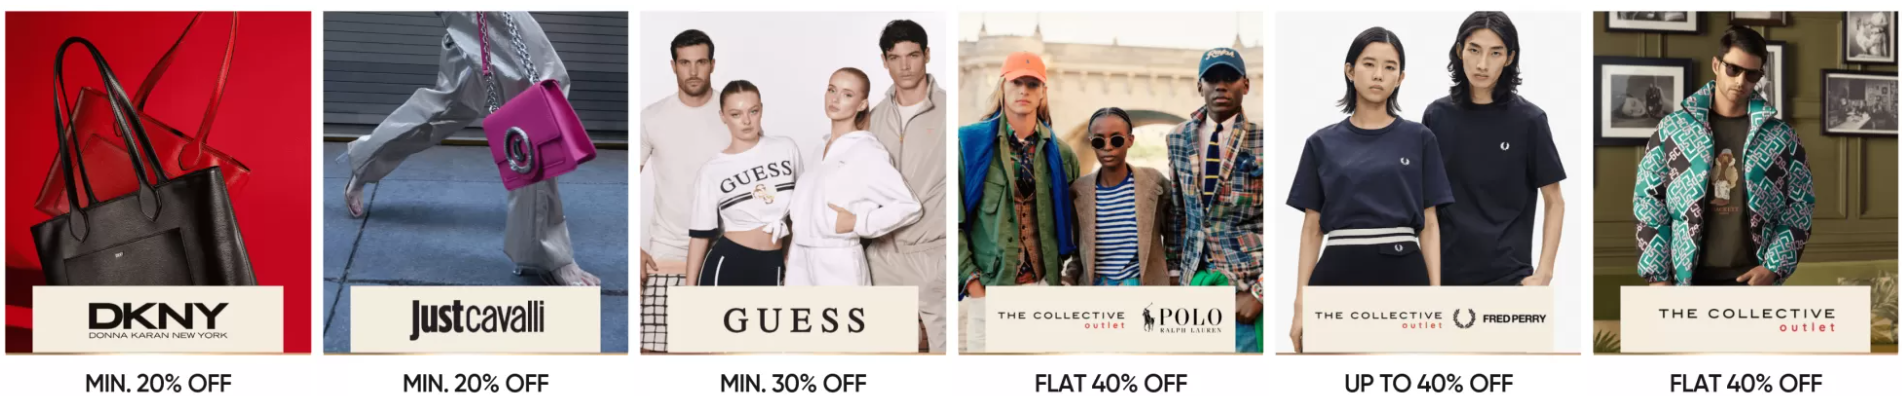 DKNY
DONNA KARAN NEW YORK
MIN. 20% OFF
justcavalli
MIN. 20% OFF
GUESS
GUESS
MIN. 30% OFF
THE COLLECTIVE
outlet
POLO
RALPH LAUREN
FLAT 40% OFF
THE COLLECTIVE
outlet
FRED PERRY
UP TO 40% OFF
THE COLLECTIVE
outlet
FLAT 40% OFF